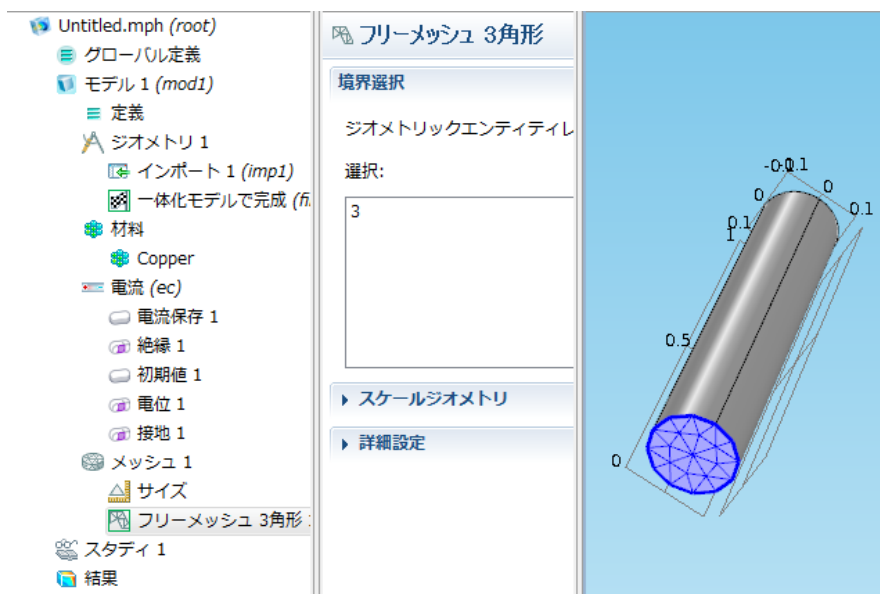 Untitled.mph (root)
グローバル定義
モデル 1 (mod1)
定義
ジオメトリ 1
インポート 1 (imp1)
一体化モデルで完成 (fi
材料
Copper
電流 (ec)
電流保存 1
絶縁 1
初期値 1
電位 1
接地 1
メッシュ 1
サイズ
フリーメッシュ 3角形
スタディ 1
結果
フリーメッシュ 3角形
境界選択
ジオメトリックエンティティレ
選択:
3
スケールジオメトリ
詳細設定
0
0
0.1
0.1
1
0.5
0